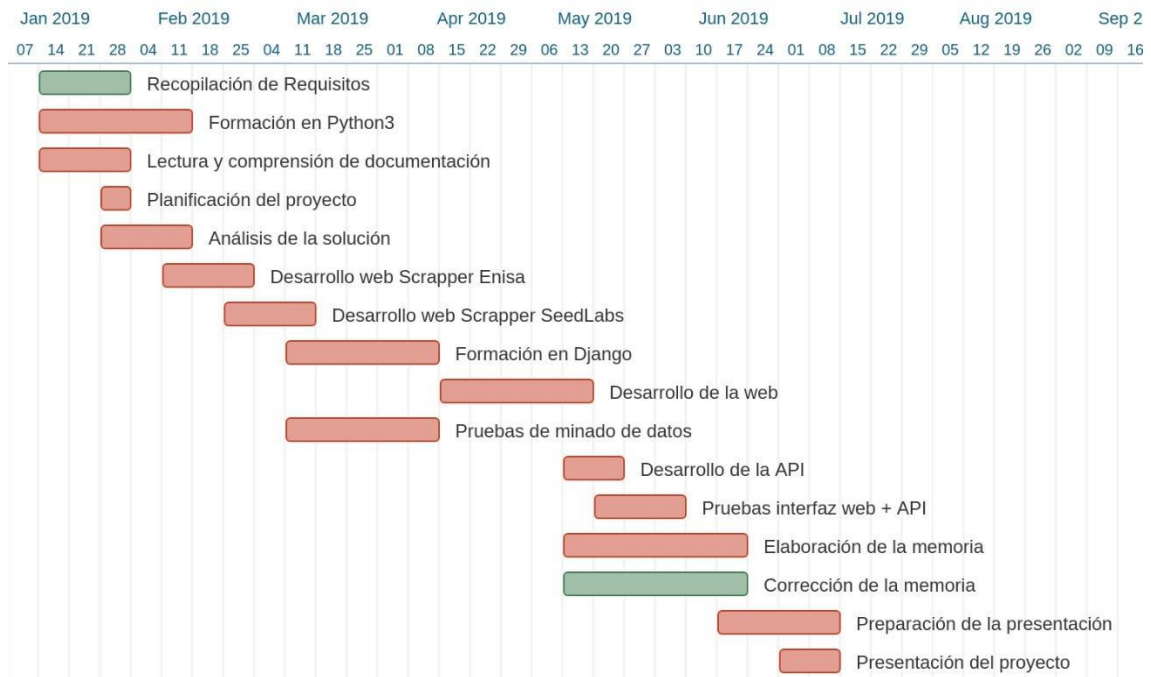 Jan 2019 Feb 2019 Mar 2019 Apr 2019 May 2019 Jun 2019 Jul 2019 Aug 2019 Sep 2
07 14 21 28 04 11 18 25 04 11 18 25 01 08 15 22 29 06 13 20 27 03 10 17 24 01 08 15 22 29 05 12 19 26 02 09 16
Recopilación de Requisitos
Formación en Python3
Lectura y comprensión de documentación
Planificación del proyecto
Análisis de la solución
Desarrollo web Scrapper Enisa
Desarrollo web Scrapper SeedLabs
Formación en Django
Desarrollo de la web
Pruebas de minado de datos
Desarrollo de la API
Pruebas interfaz web + API
Elaboración de la memoria
Corrección de la memoria
Preparación de la presentación
Presentación del proyecto